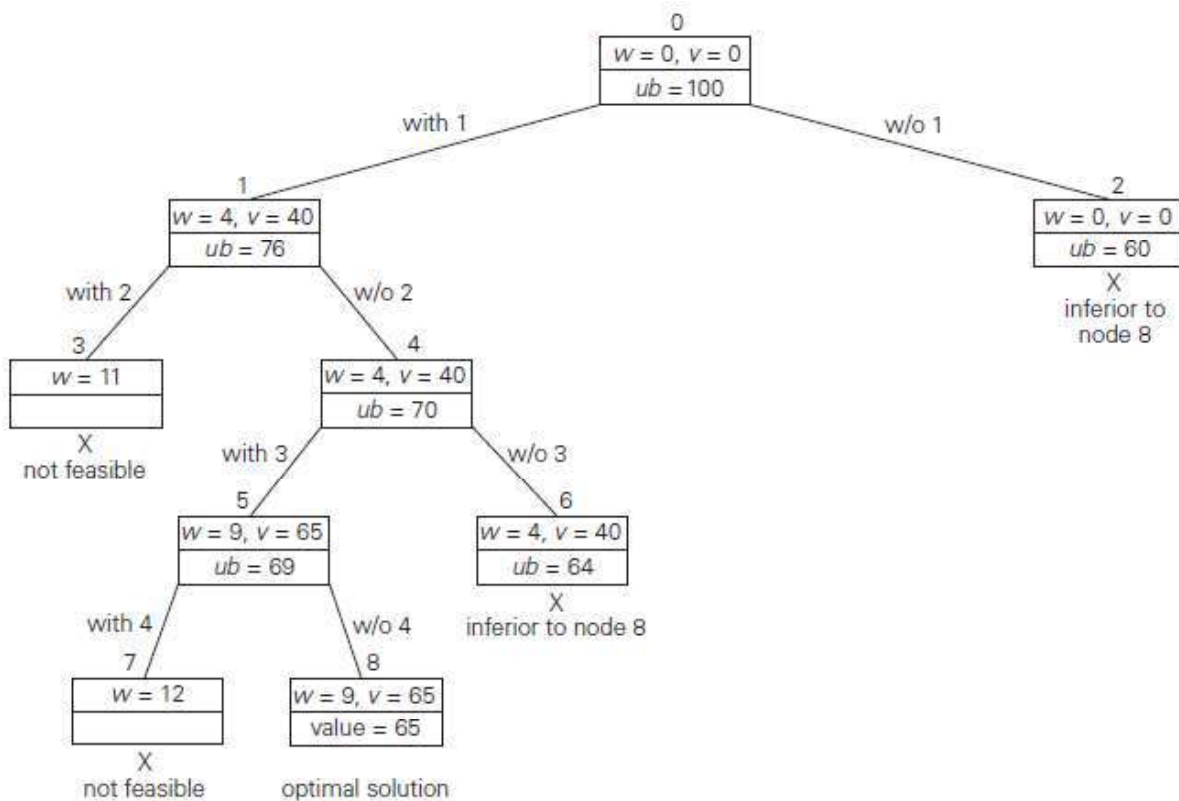 0
w = 0, v = 0
ub = 100
with 1
w/o 1
1
w = 4, v = 40
ub = 76
2
w = 0, v = 0
ub = 60
X
inferior to
node 8
with 2
w/o 2
3
w = 11
X
not feasible
4
w = 4, v = 40
ub = 70
with 3
w/o 3
5
w = 9, v = 65
ub = 69
6
w = 4, v = 40
ub = 64
X
inferior to node 8
with 4
w/o 4
7
w = 12
X
not feasible
8
w = 9, v = 65
value = 65
optimal solution